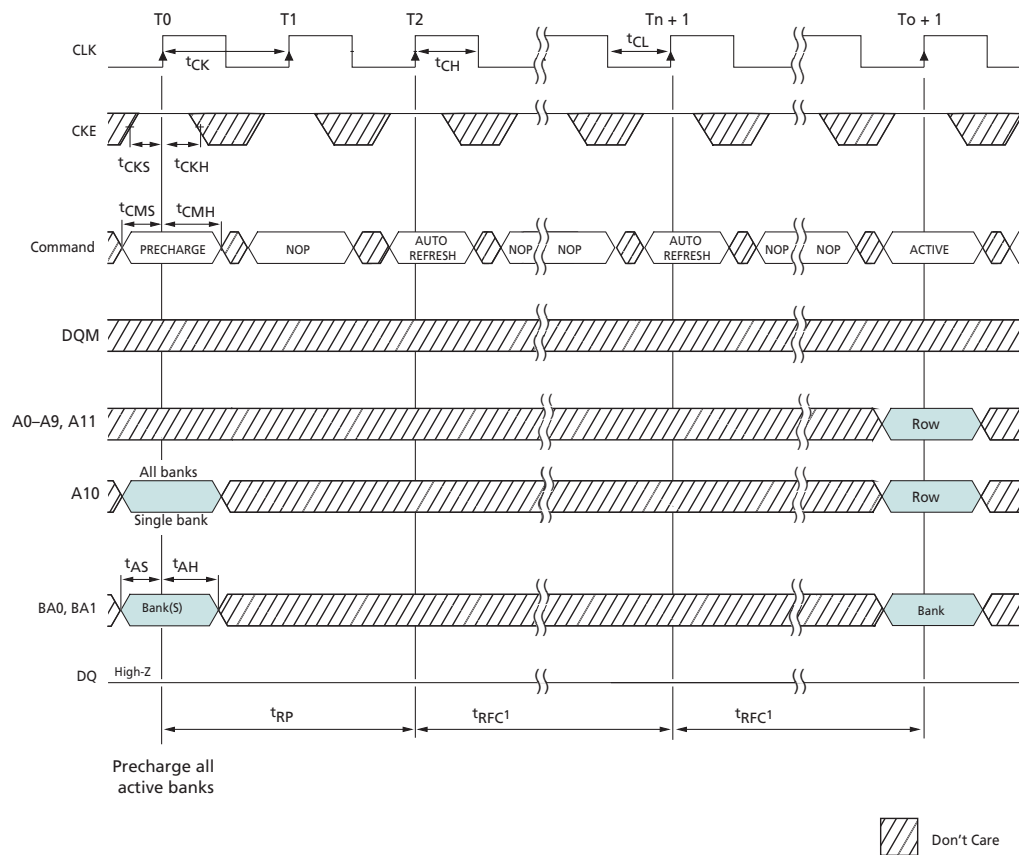 T0 T1 T2 Tn + 1 To + 1
CLK
tCK tCH tCL
CKE
tCKS tCKH
tCMS tCMH
Command PRECHARGE NOP AUTO REFRESH NOP NOP AUTO REFRESH NOP NOP ACTIVE
DQM
A0–A9, A11 Row
All banks
A10 Row
Single bank
tAS tAH
BA0, BA1 Bank(S) Bank
DQ High-Z
tRP tRFC1 tRFC1
Precharge all
active banks
Don't Care